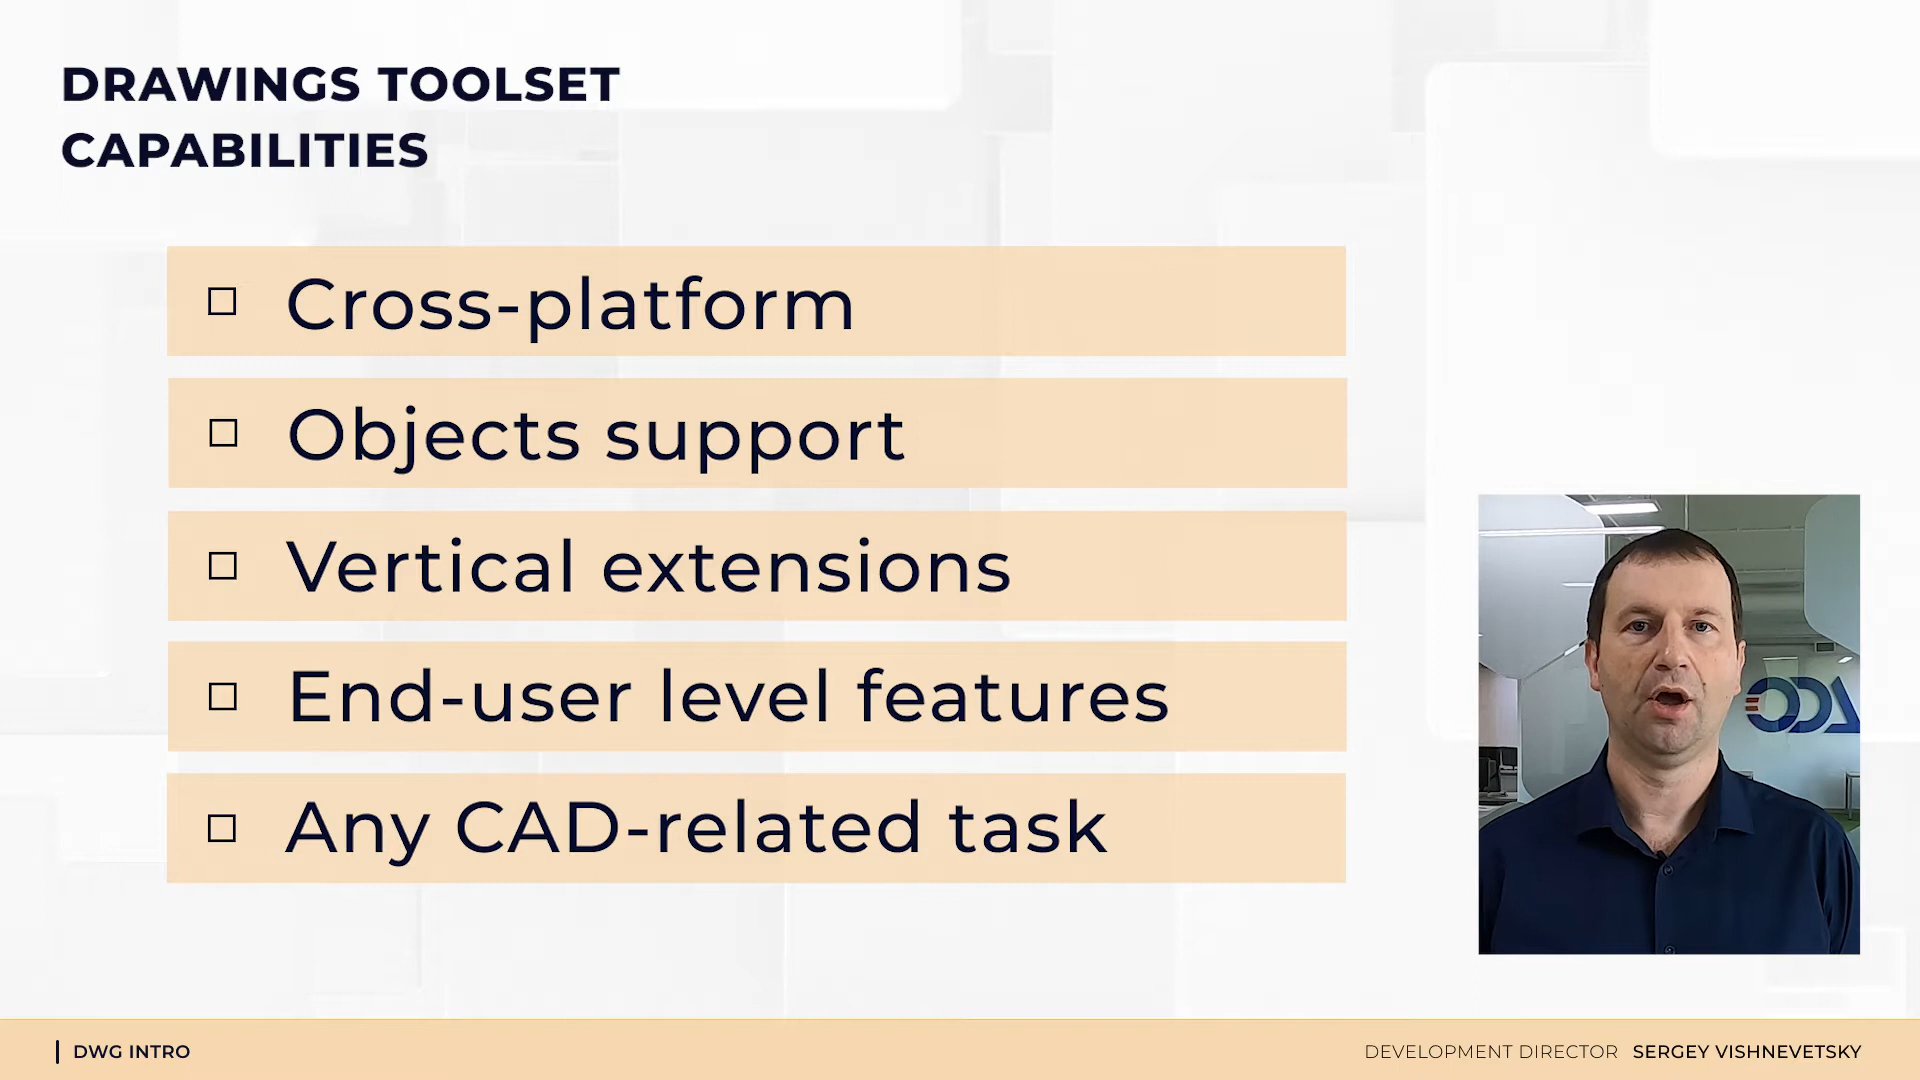 DRAWINGS TOOLSET
CAPABILITIES
Cross-platform
Objects support
Vertical extensions
End-user level features
Any CAD-related task
ODA
DWG INTRO
DEVELOPMENT DIRECTOR SERGEY VISHNEVETSKY